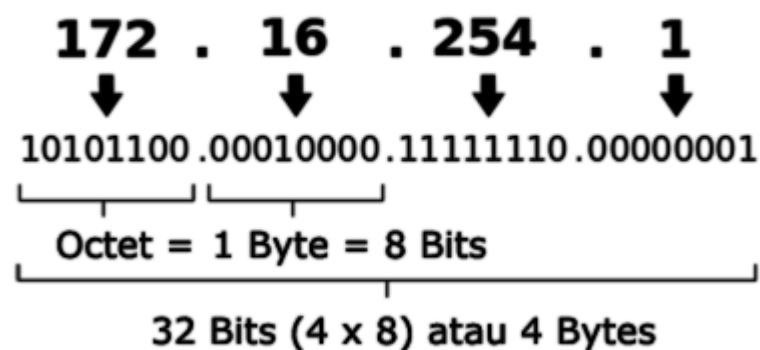 172 . 16 . 254 . 1
10101100 .00010000 .11111110 .00000001
Octet = 1 Byte = 8 Bits
32 Bits (4 x 8) atau 4 Bytes